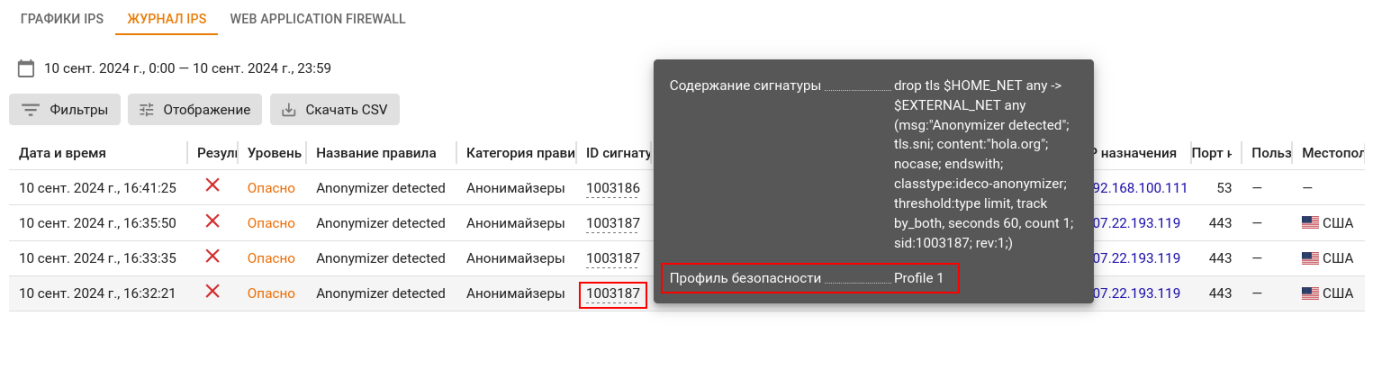 ГРАФИКИ IPS ЖУРНАЛ IPS WEB APPLICATION FIREWALL
10 сент. 2024 г., 0:00 — 10 сент. 2024 г., 23:59
Фильтры Отображение Скачать CSV
Дата и время Резул Уровень Название правила Категория прави ID сигнату Р назначения Порт н Польз Местопол
10 сент. 2024 г., 16:41:25 Опасно Anonymizer detected Анонимайзеры 1003186 92.168.100.111 53 — —
10 сент. 2024 г., 16:35:50 Опасно Anonymizer detected Анонимайзеры 1003187 07.22.193.119 443 — США
10 сент. 2024 г., 16:33:35 Опасно Anonymizer detected Анонимайзеры 1003187 07.22.193.119 443 — США
10 сент. 2024 г., 16:32:21 Опасно Anonymizer detected Анонимайзеры 1003187 07.22.193.119 443 — США
Содержание сигнатуры drop tls $HOME_NET any ->
$EXTERNAL_NET any
(msg:"Anonymizer detected";
tls.sni; content:"hola.org";
nocase; endswith;
classtype:ideco-anonymizer;
threshold:type limit, track
by_both, seconds 60, count 1;
sid:1003187; rev:1;)
Профиль безопасности Profile 1